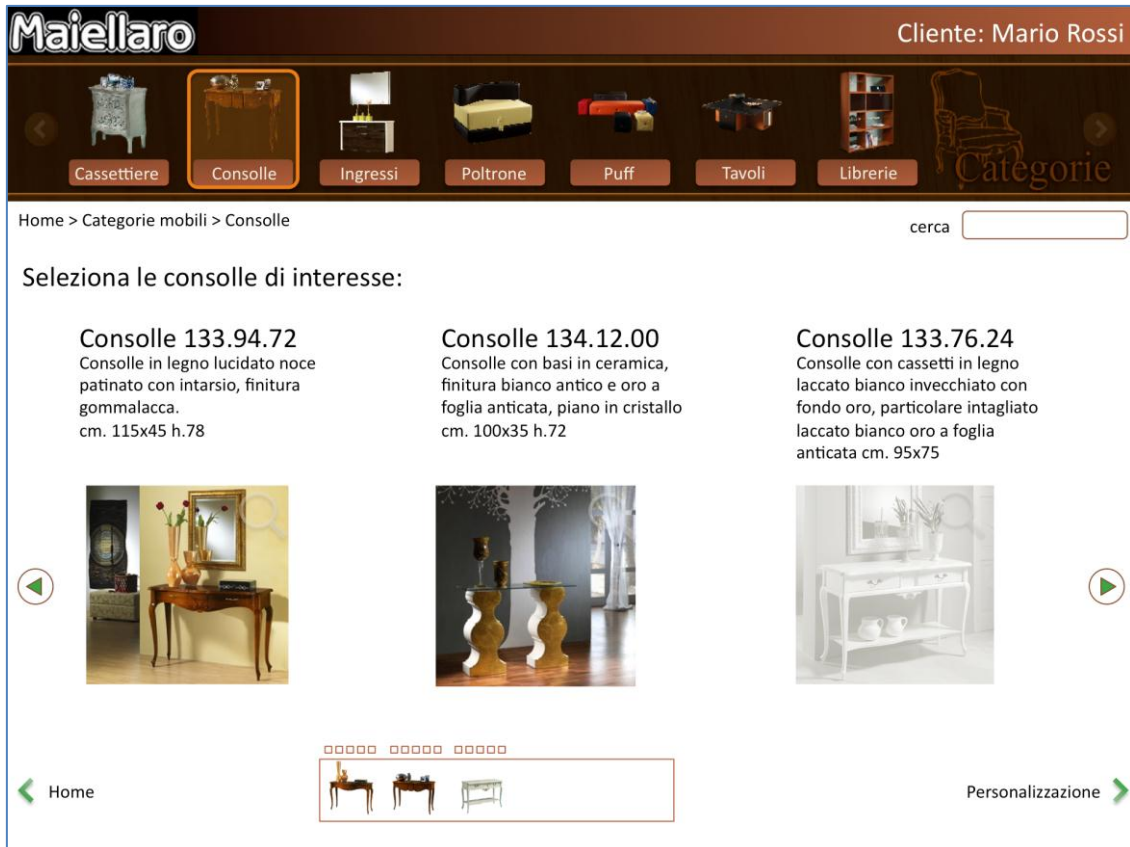 Maiellaro
Cliente: Mario Rossi
Cassettiere
Consolle
Ingressi
Poltrone
Puff
Tavoli
Librerie
Categorie
Home > Categorie mobili > Consolle
cerca
Seleziona le consolle di interesse:
Consolle 133.94.72
Consolle in legno lucidato noce
patinato con intarsio, finitura
gommalacca.
cm. 115x45 h.78
Consolle 134.12.00
Consolle con basi in ceramica,
finitura bianco antico e oro a
foglia anticata, piano in cristallo
cm. 100x35 h.72
Consolle 133.76.24
Consolle con cassetti in legno
laccato bianco invecchiato con
fondo oro, particolare intagliato
laccato bianco oro a foglia
anticata cm. 95x75
Home
Personalizzazione